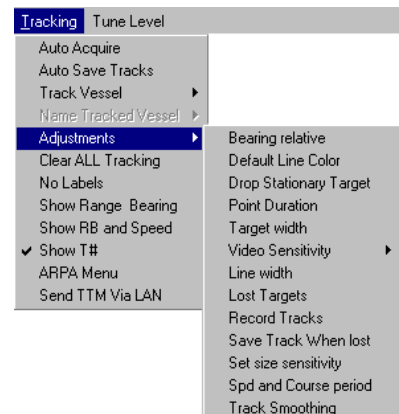 Tracking Tune Level
Auto Acquire
Auto Save Tracks
Track Vessel
Name Tracked Vessel
Adjustments
Clear ALL Tracking
No Labels
Show Range Bearing
Show RB and Speed
Show T#
ARPA Menu
Send TTM Via LAN
Bearing relative
Default Line Color
Drop Stationary Target
Point Duration
Target width
Video Sensitivity
Line width
Lost Targets
Record Tracks
Save Track When lost
Set size sensitivity
Spd and Course period
Track Smoothing